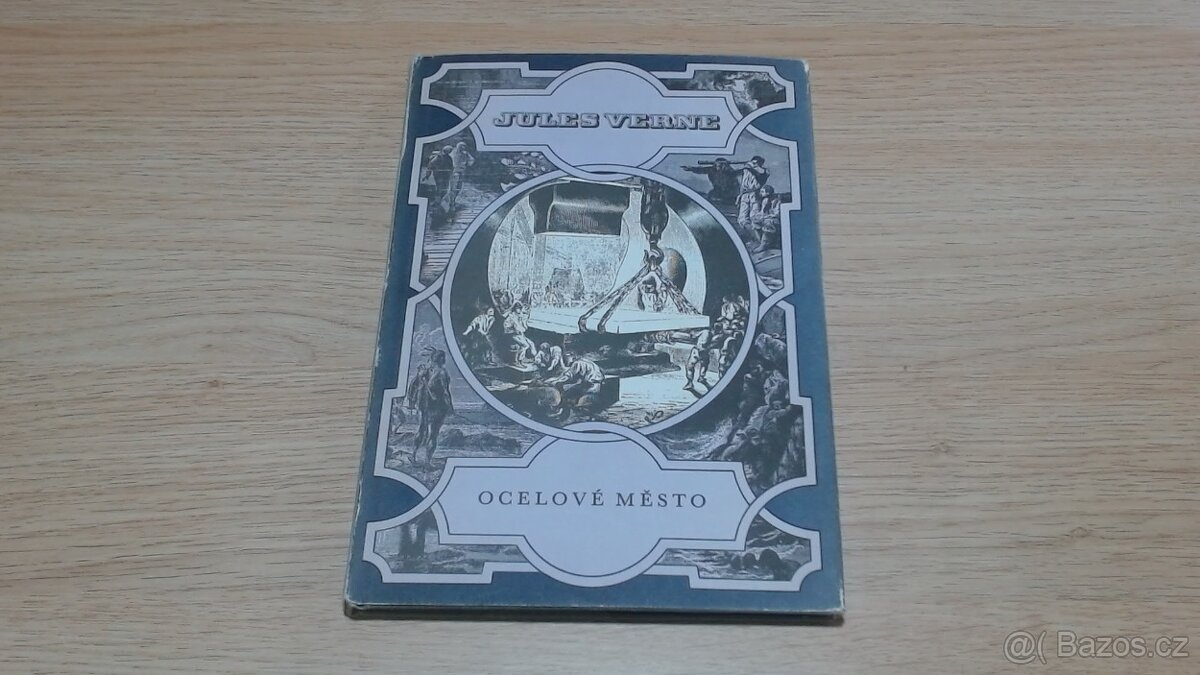 JULES VERNE
OCELOVÉ MĚSTO
@( Bazos.cz